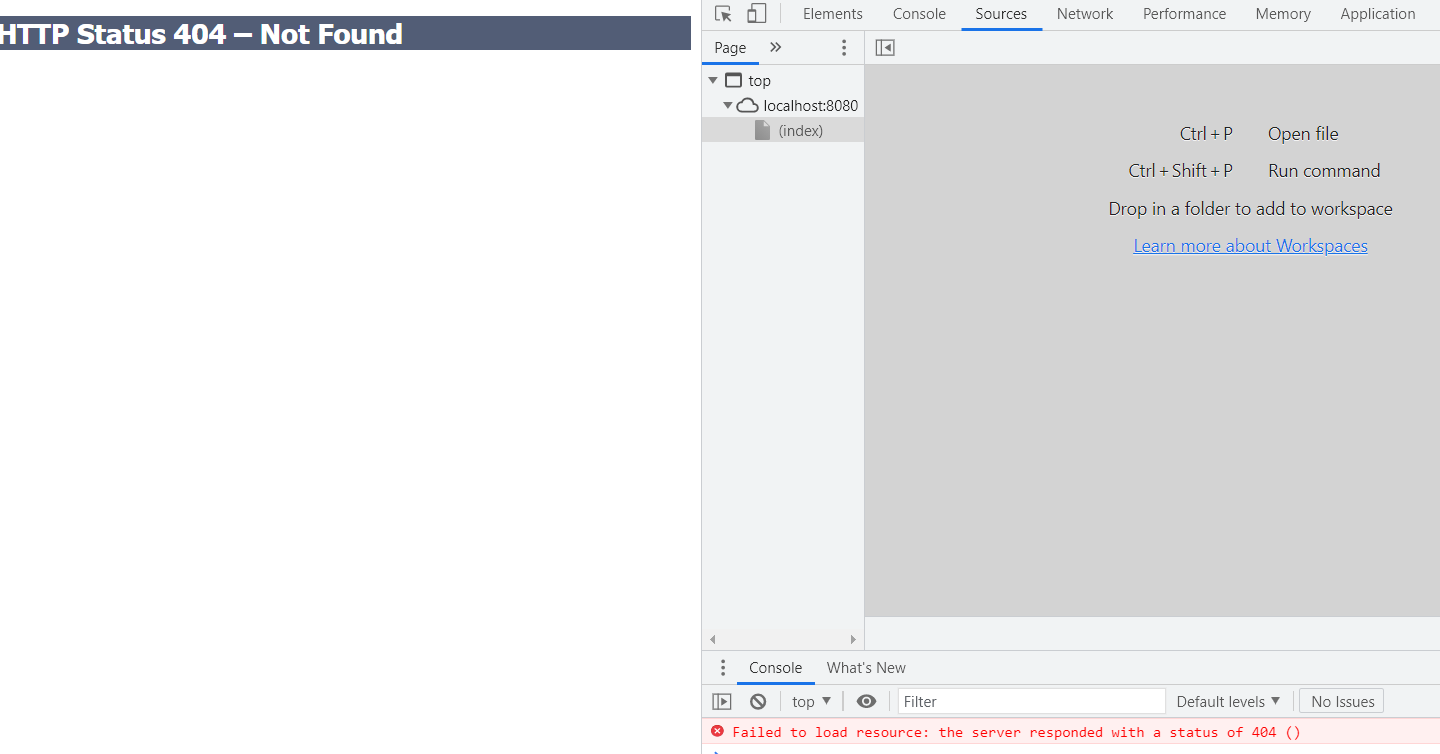 HTTP Status 404 – Not Found
Elements Console Sources Network Performance Memory Application
Page
top
localhost:8080
(index)
Ctrl + P Open file
Ctrl + Shift + P Run command
Drop in a folder to add to workspace
Learn more about Workspaces
Console What's New
top Filter Default levels No Issues
Failed to load resource: the server responded with a status of 404 ()